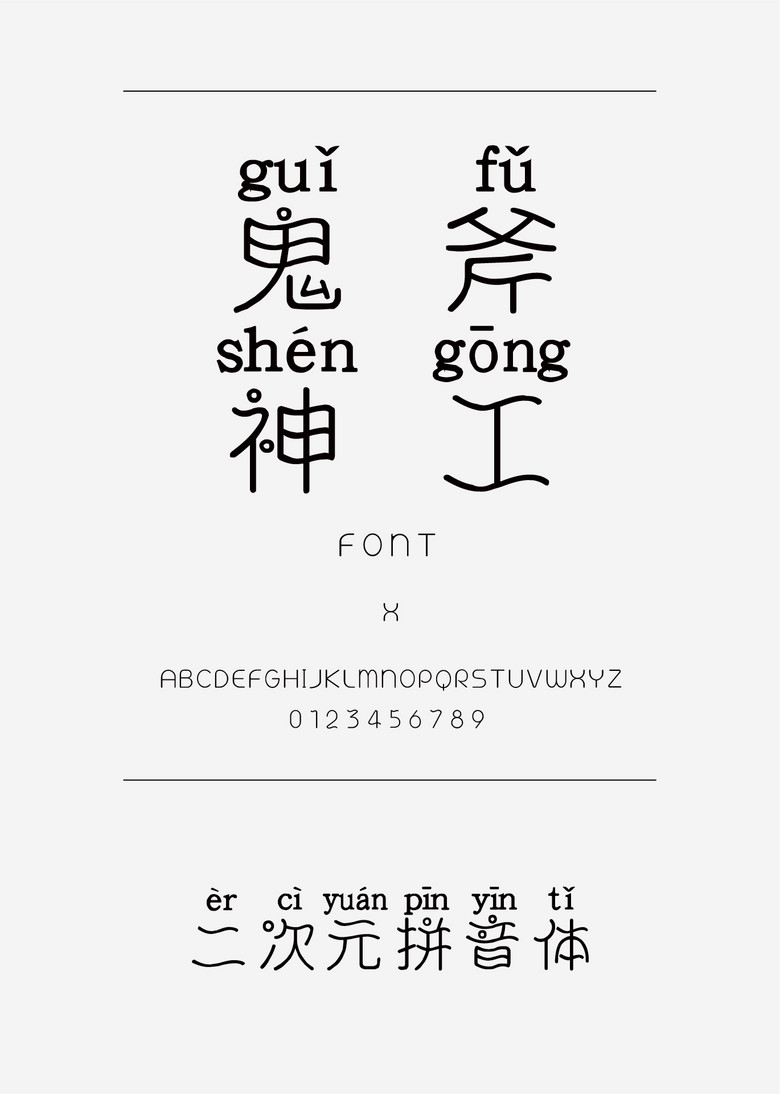 guǐ fǔ
鬼 斧
shén gōng
神 工
FONT
X
ABCDEFGHIJKLMNOPQRSTUVWXYZ
0123456789
èr cì yuán pīn yīn tǐ
二次元拼音体